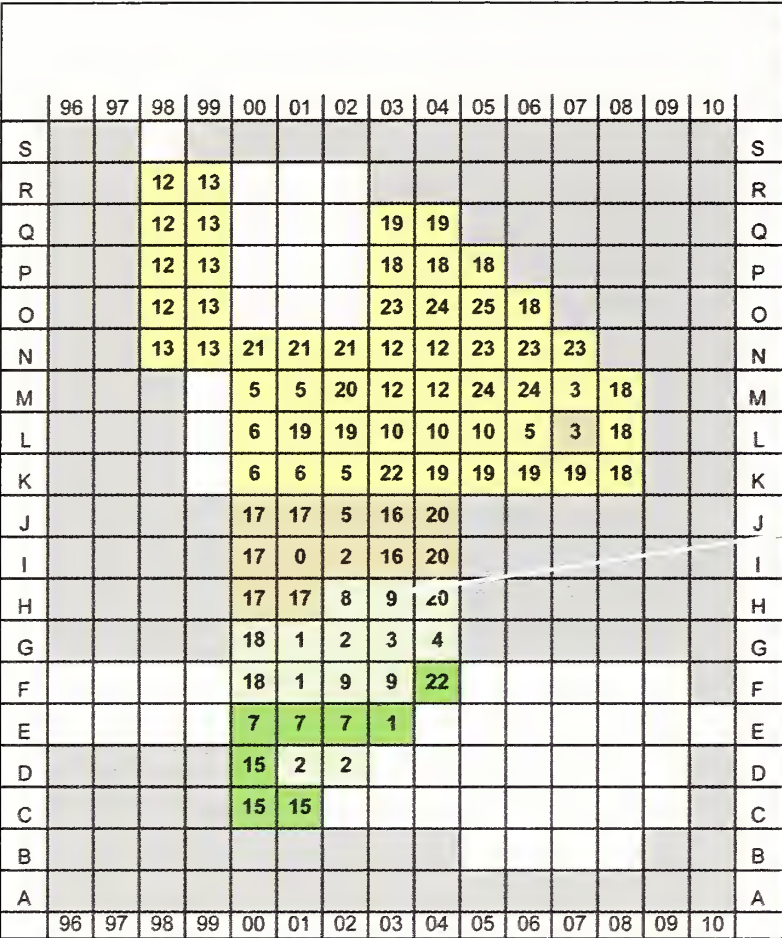 96 97 98 99 00 01 02 03 04 05 06 07 08 09 10
S S
R 12 13 R
Q 12 13 19 19 Q
P 12 13 18 18 18 P
O 12 13 23 24 25 18 O
N 13 13 21 21 21 12 12 23 23 23 N
M 5 5 20 12 12 24 24 3 18 M
L 6 19 19 10 10 10 5 3 18 L
K 6 6 5 22 19 19 19 19 18 K
J 17 17 5 16 20 J
I 17 0 2 16 20 I
H 17 17 8 9 20 H
G 18 1 2 3 4 G
F 18 1 9 9 22 F
E 7 7 7 1 E
D 15 2 2 D
C 15 15 C
B B
A A
96 97 98 99 00 01 02 03 04 05 06 07 08 09 10